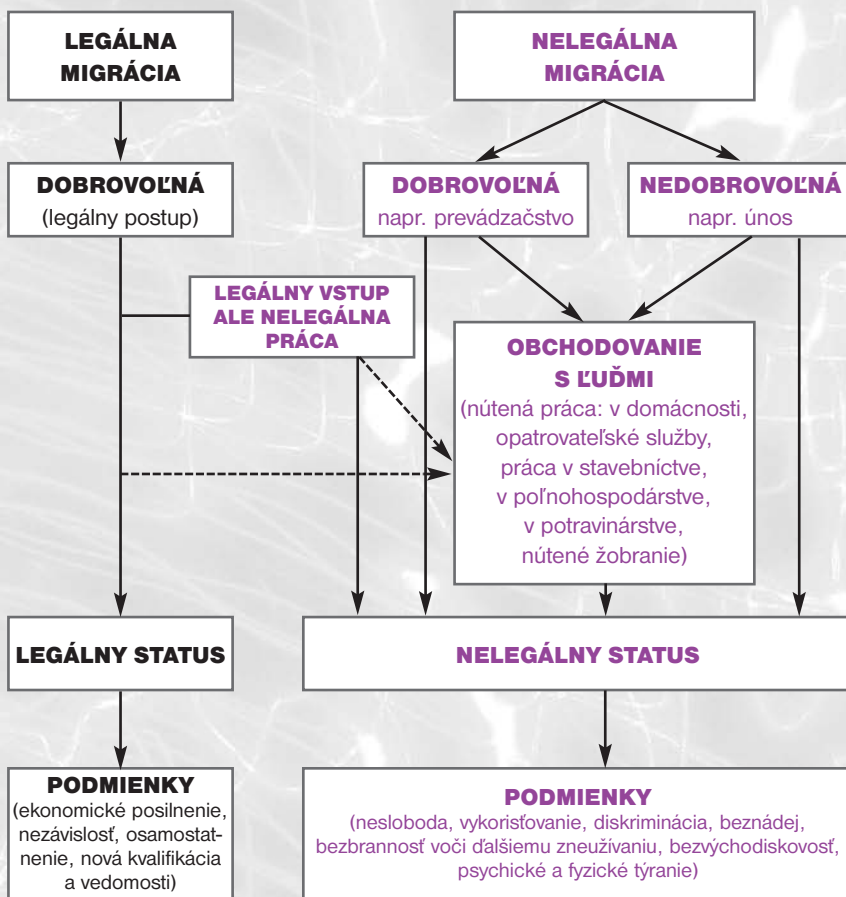 LEGÁLNA
MIGRÁCIA
NELEGÁLNA
MIGRÁCIA
DOBROVOĽNÁ
(legálny postup)
DOBROVOĽNÁ
napr. prevádzačstvo
NEDOBROVOĽNÁ
napr. únos
LEGÁLNY VSTUP
ALE NELEGÁLNA
PRÁCA
OBCHODOVANIE
S ĽUĎMI
(nútená práca: v domácnosti,
opatrovateľské služby,
práca v stavebníctve,
v poľnohospodárstve,
v potravinárstve,
nútené žobranie)
LEGÁLNY STATUS
NELEGÁLNY STATUS
PODMIENKY
(ekonomické posilnenie,
nezávislosť, osamostat-
nenie, nová kvalifikácia
a vedomosti)
PODMIENKY
(nesloboda, vykorisťovanie, diskriminácia, beznádej,
bezbrannosť voči ďalšiemu zneužívaniu, bezvýchodiskovosť,
psychické a fyzické týranie)